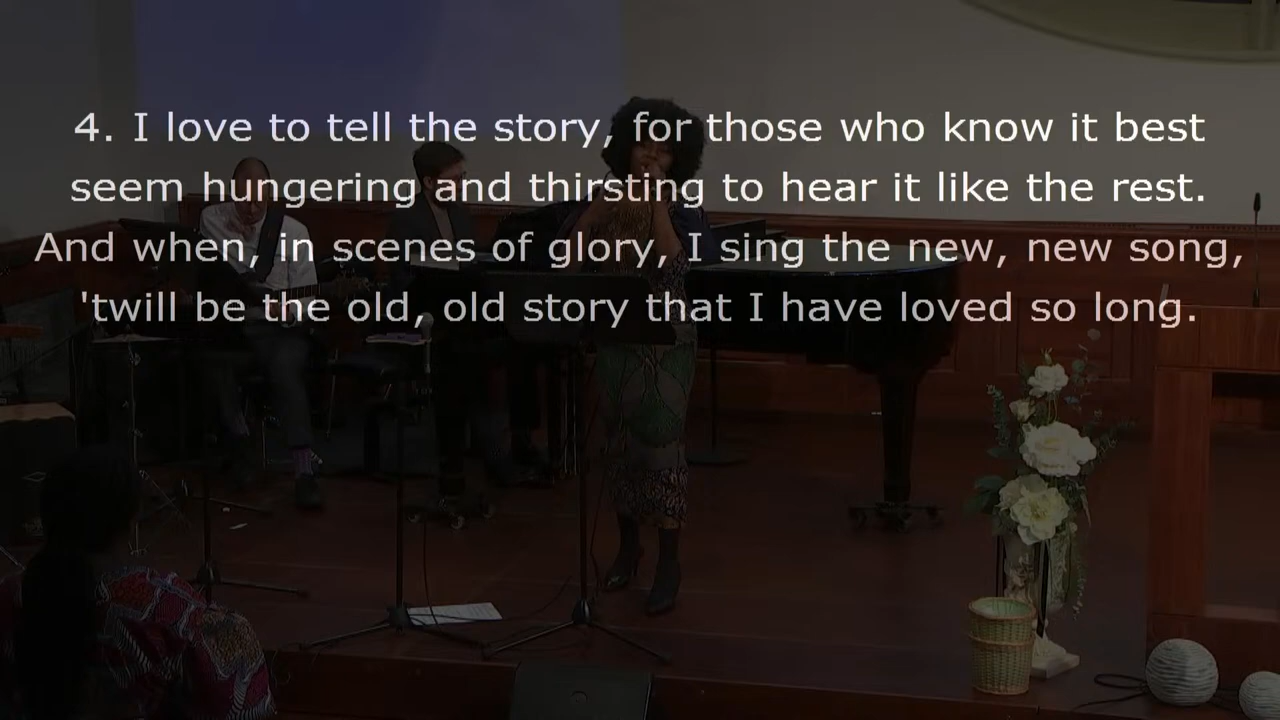 4. I love to tell the story, for those who know it best
seem hungering and thirsting to hear it like the rest.
And when, in scenes of glory, I sing the new, new song,
'twill be the old, old story that I have loved so long.